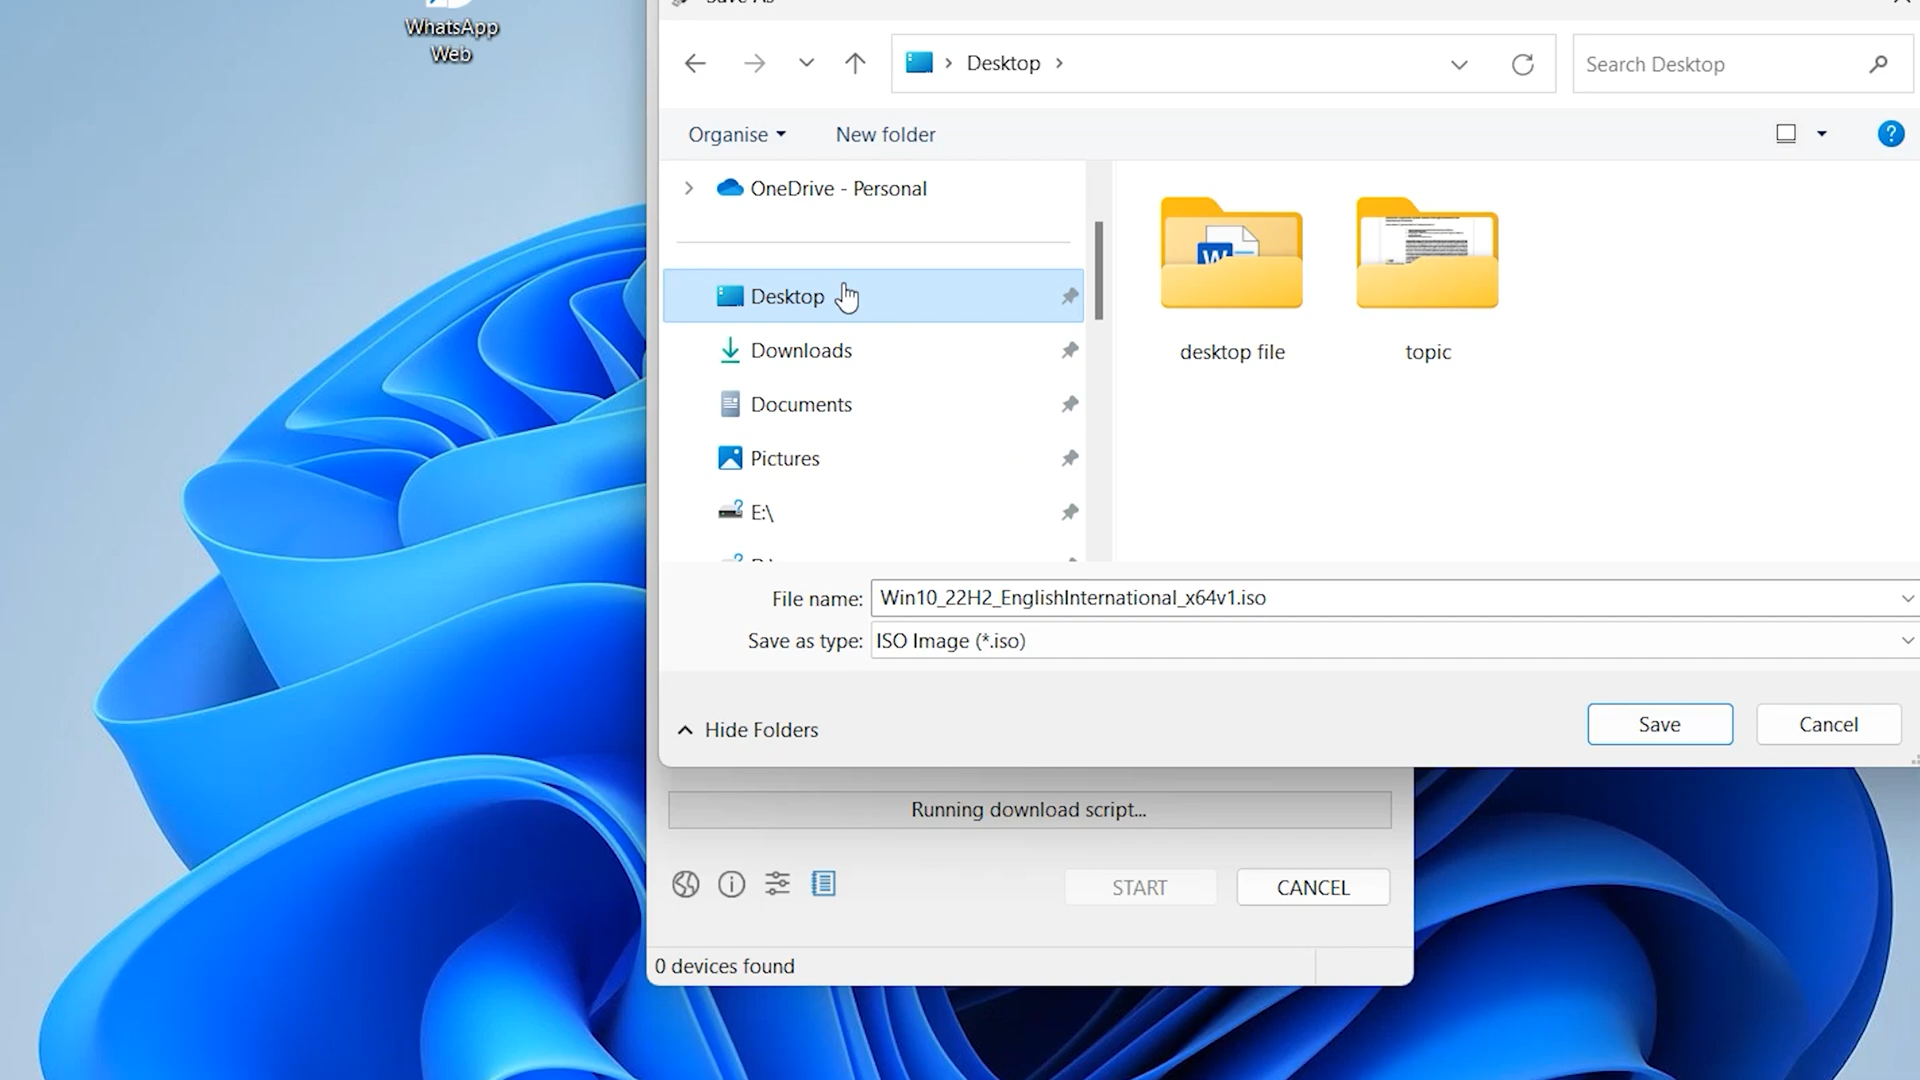 WhatsApp
Web
Save As
Desktop
Search Desktop
Organise
New folder
OneDrive - Personal
Desktop
Downloads
Documents
Pictures
E:\
desktop file
topic
File name: Win10_22H2_EnglishInternational_x64v1.iso
Save as type: ISO Image (*.iso)
Hide Folders
Save
Cancel
Running download script...
START
CANCEL
0 devices found